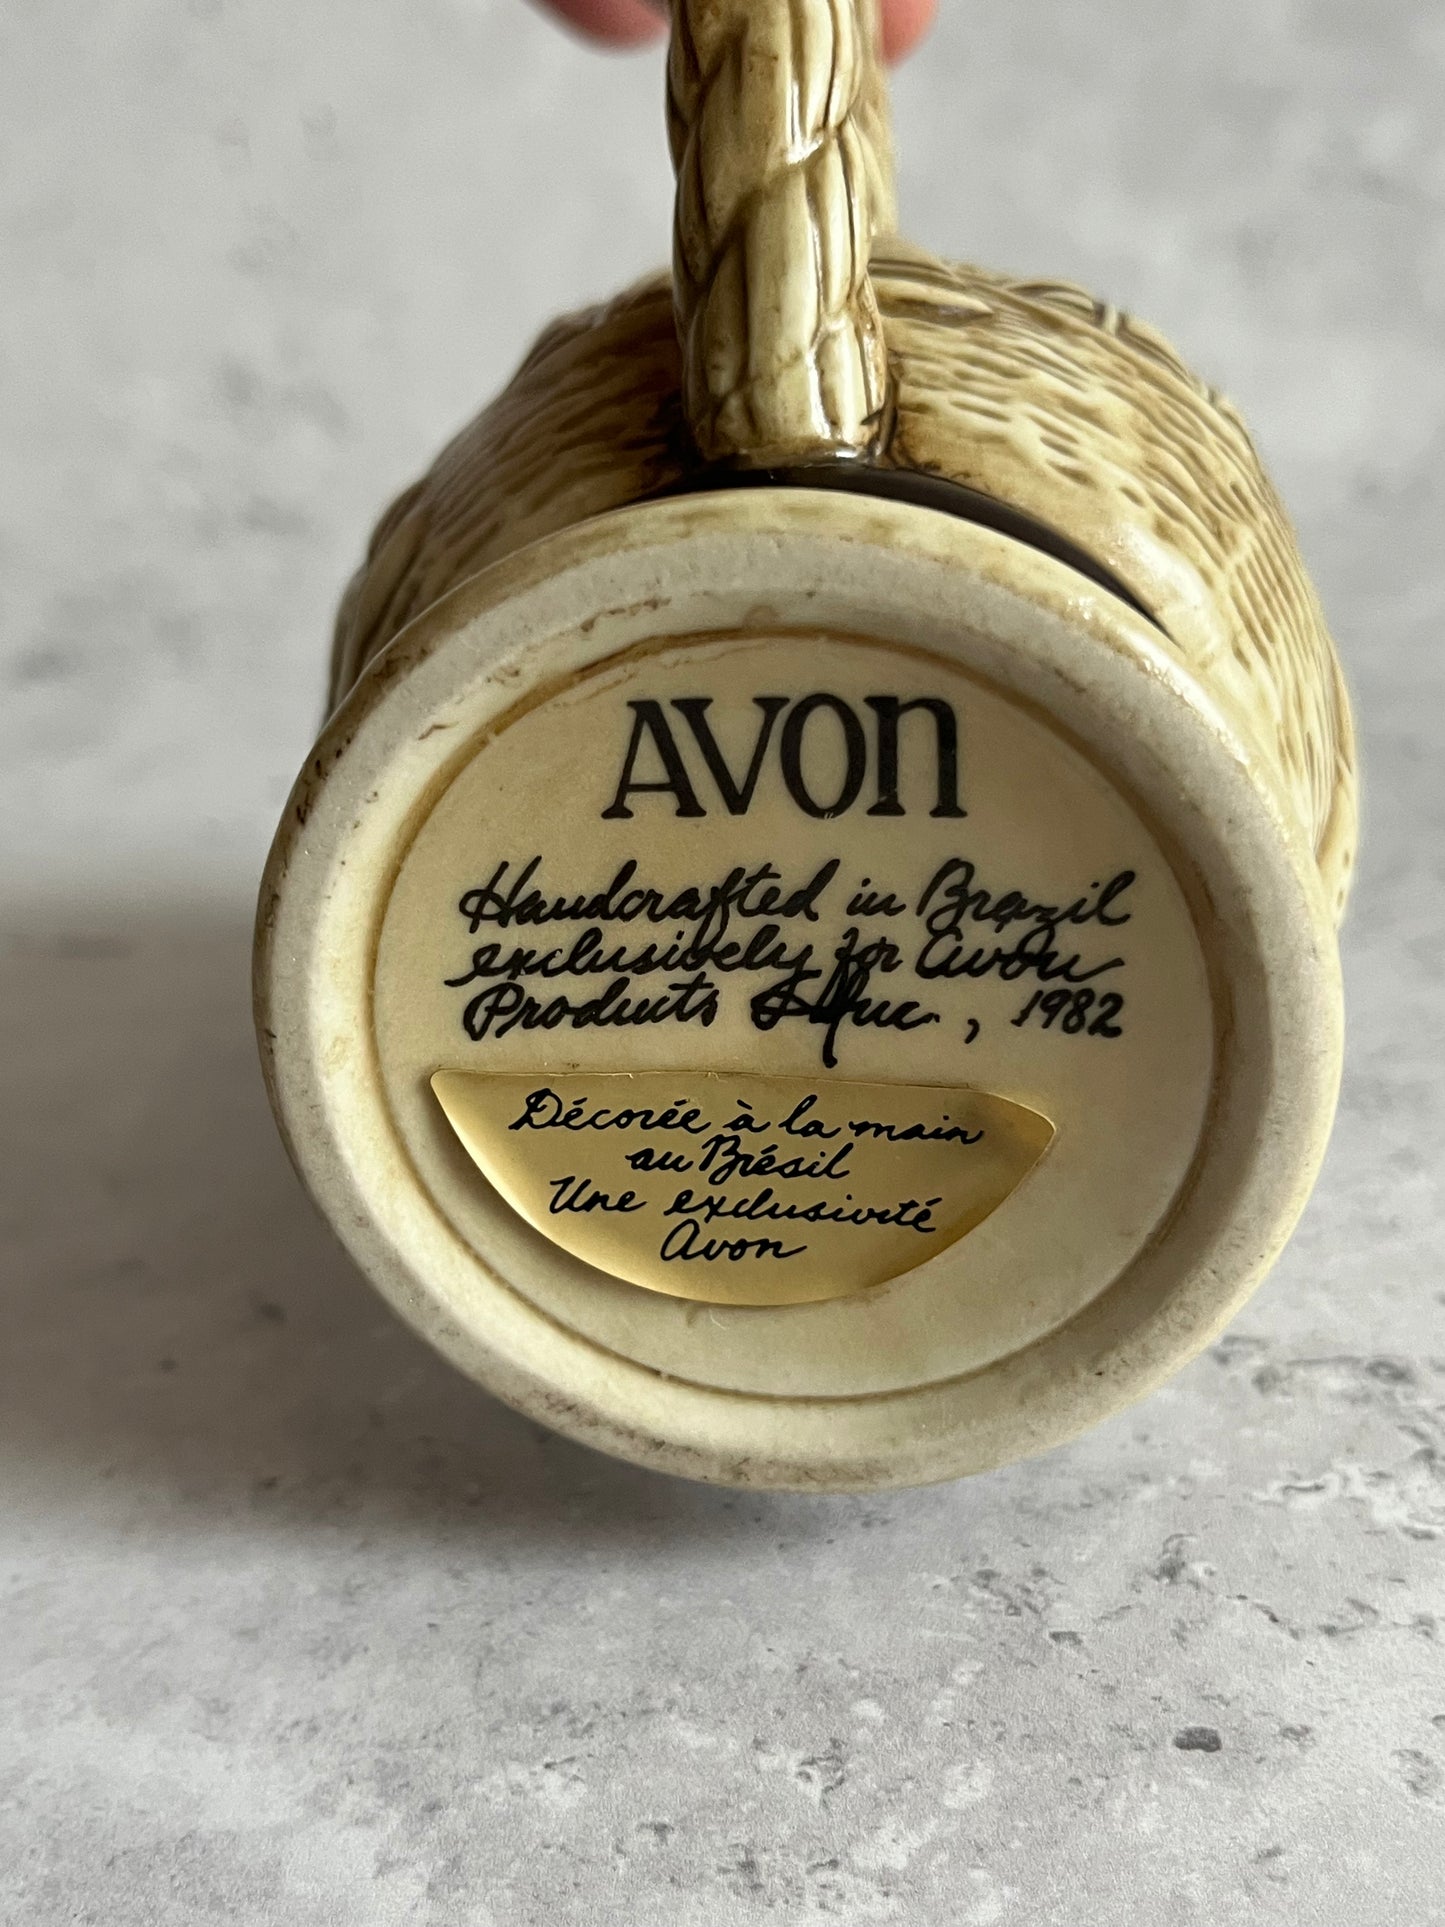 AVON
Handcrafted in Brazil
exclusively for Avon
Products Inc., 1982
Décorée à la main
au Brésil
Une exclusivité
Avon